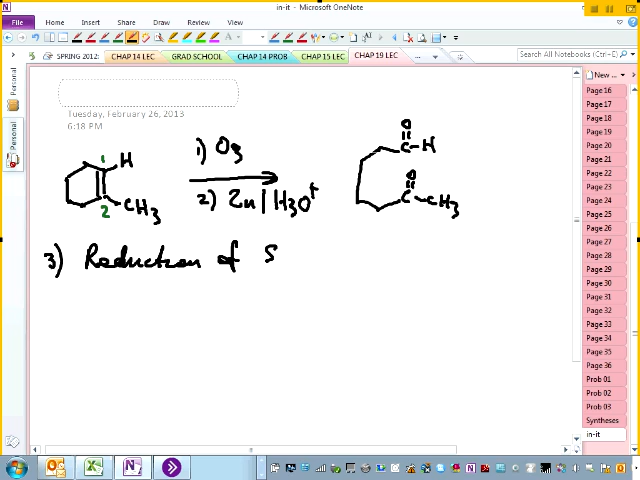 in-it - Microsoft OneNote
File Home Insert Share Draw Review View
SPRING 2012: CHAP 14 LEC GRAD SCHOOL CHAP 14 PROB CHAP 15 LEC CHAP 19 LEC ... Search All Notebooks (Ctrl+E)
Personal
Personal
Tuesday, February 26, 2013
6:18 PM
1 H
2 CH3
1) O3
2) Zn | H3O+
O
C-H
O
C-CH3
3) Reduction of S
New ...
Page 16
Page 17
Page 18
Page 19
Page 20
Page 21
Page 22
Page 23
Page 24
Page 25
Page 26
Page 27
Page 28
Page 29
Page 30
Page 31
Page 32
Page 33
Page 34
Page 35
Page 36
Prob 01
Prob 02
Prob 03
Syntheses
in-it
6:18 PM